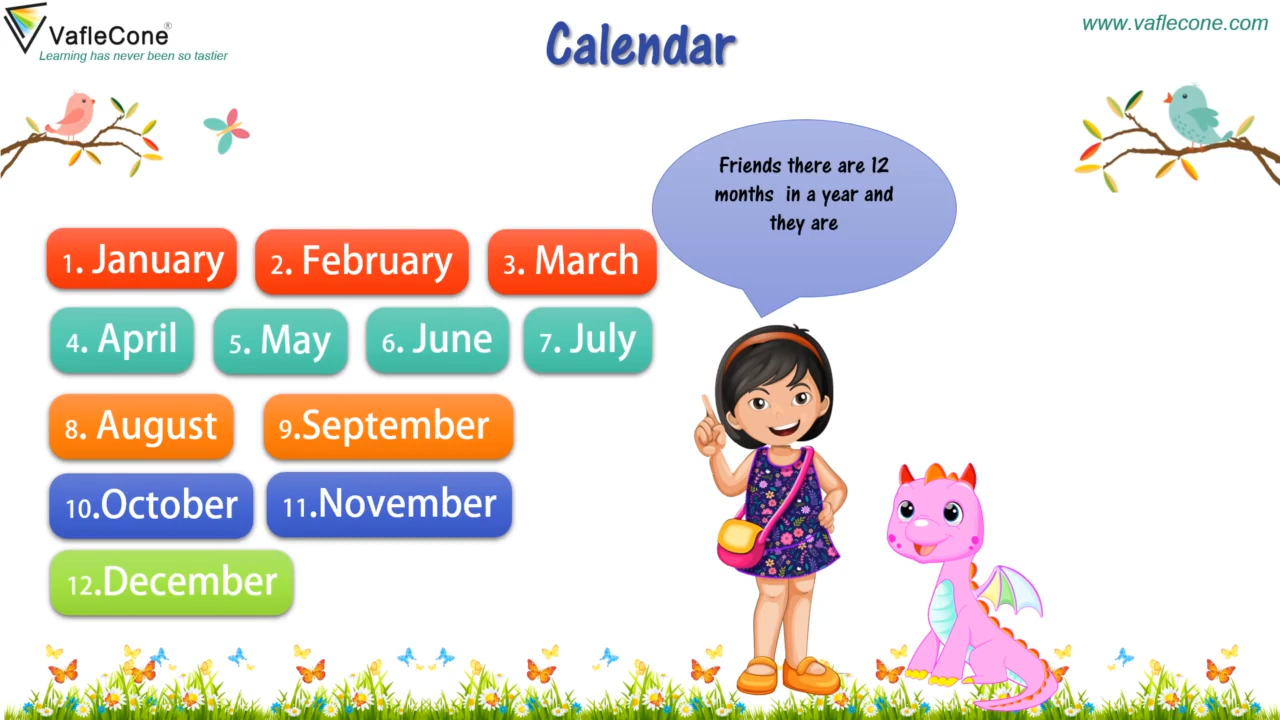 VafleCone®
Learning has never been so tastier
Calendar
www.vaflecone.com
Friends there are 12
months in a year and
they are
1. January 2. February 3. March
4. April 5. May 6. June 7. July
8. August 9.September
10.October 11.November
12.December